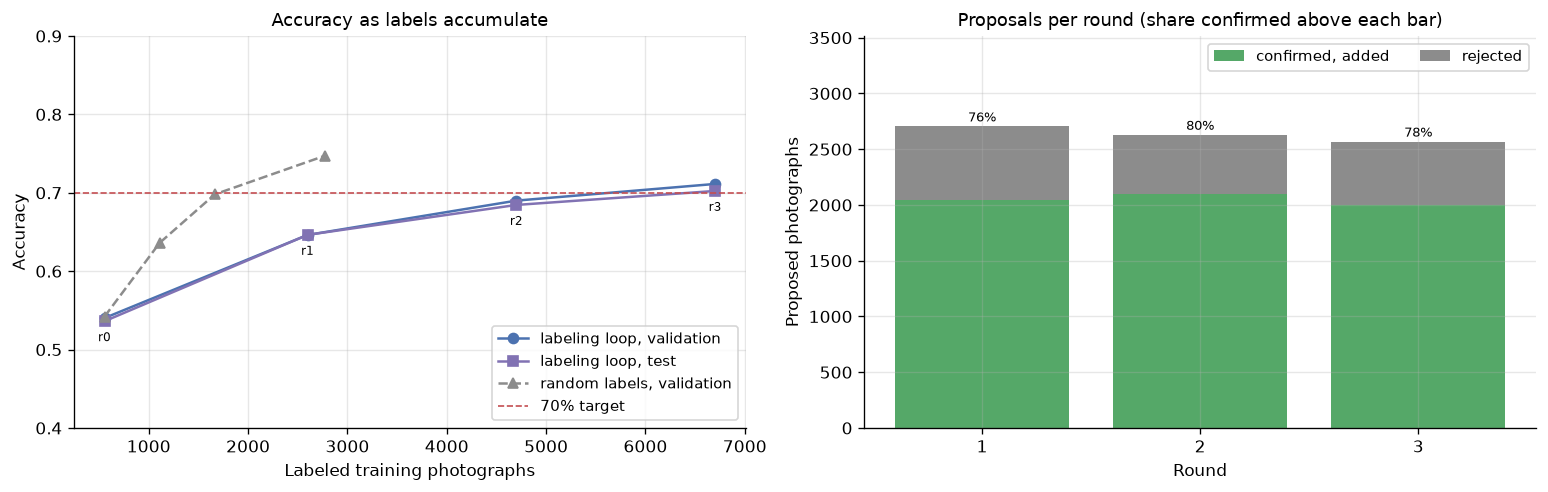 Accuracy as labels accumulate
0.9
0.8
0.7
0.6
0.5
0.4
Accuracy
r0
r1
r2
r3
labeling loop, validation
labeling loop, test
random labels, validation
70% target
1000 2000 3000 4000 5000 6000 7000
Labeled training photographs
Proposals per round (share confirmed above each bar)
3500
3000
2500
2000
1500
1000
500
0
Proposed photographs
confirmed, added rejected
76%
80%
78%
1 2 3
Round